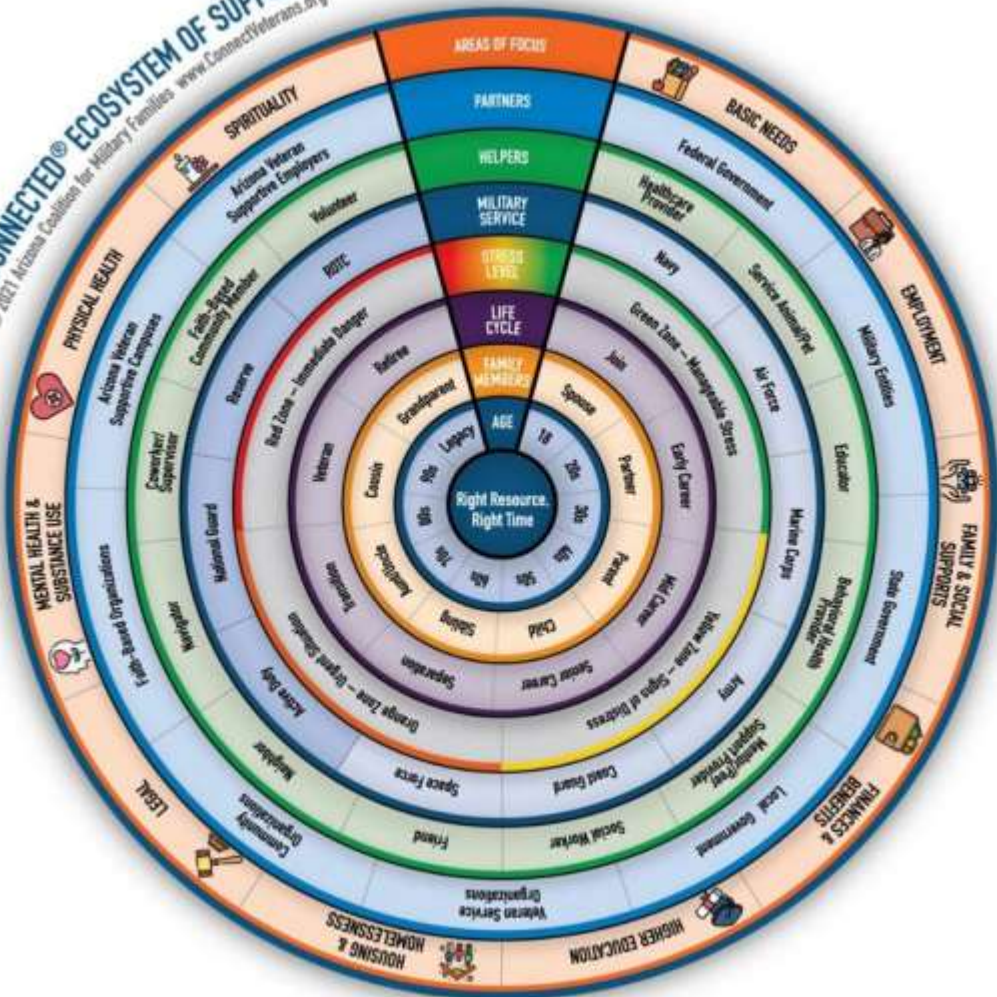 ONNECTED® ECOSYSTEM OF SUPP
2021 Arizona Coalition for Military Families www.ConnectVeterans.org
AREAS OF FOCUS
BASIC NEEDS
EMPLOYMENT
FAMILY & SOCIAL
SUPPORTS
FINANCES &
BENEFITS
HIGHER EDUCATION
HOUSING &
HOMELESSNESS
LEGAL
MENTAL HEALTH &
SUBSTANCE USE
PHYSICAL HEALTH
SPIRITUALITY
PARTNERS
Federal Government
Military Entities
State Government
Local Government
Veteran Service
Organizations
Community
Organizations
Faith-Based Organizations
Arizona Veteran
Supportive Campuses
Arizona Veteran
Supportive Employers
HELPERS
Healthcare
Provider
Service Animal/Pet
Educator
Behavioral Health
Provider
Mentor/Peer
Support Provider
Social Worker
Friend
Neighbor
Navigator
Coworker/
Supervisor
Faith-Based
Community Member
Volunteer
MILITARY
SERVICE
Navy
Air Force
Marine Corps
Army
Coast Guard
Space Force
Active Duty
National Guard
Reserve
ROTC
STRESS
LEVEL
Green Zone – Manageable Stress
Yellow Zone – Signs of Distress
Orange Zone – Urgent Situation
Red Zone – Immediate Danger
LIFE
CYCLE
Join
Early Career
Mid Career
Senior Career
Separation
Transition
Veteran
Retiree
FAMILY
MEMBERS
Spouse
Partner
Parent
Child
Sibling
Aunt/Uncle
Cousin
Grandparent
AGE
18
20s
30s
40s
50s
60s
70s
80s
90s
Legacy
Right Resource.
Right Time